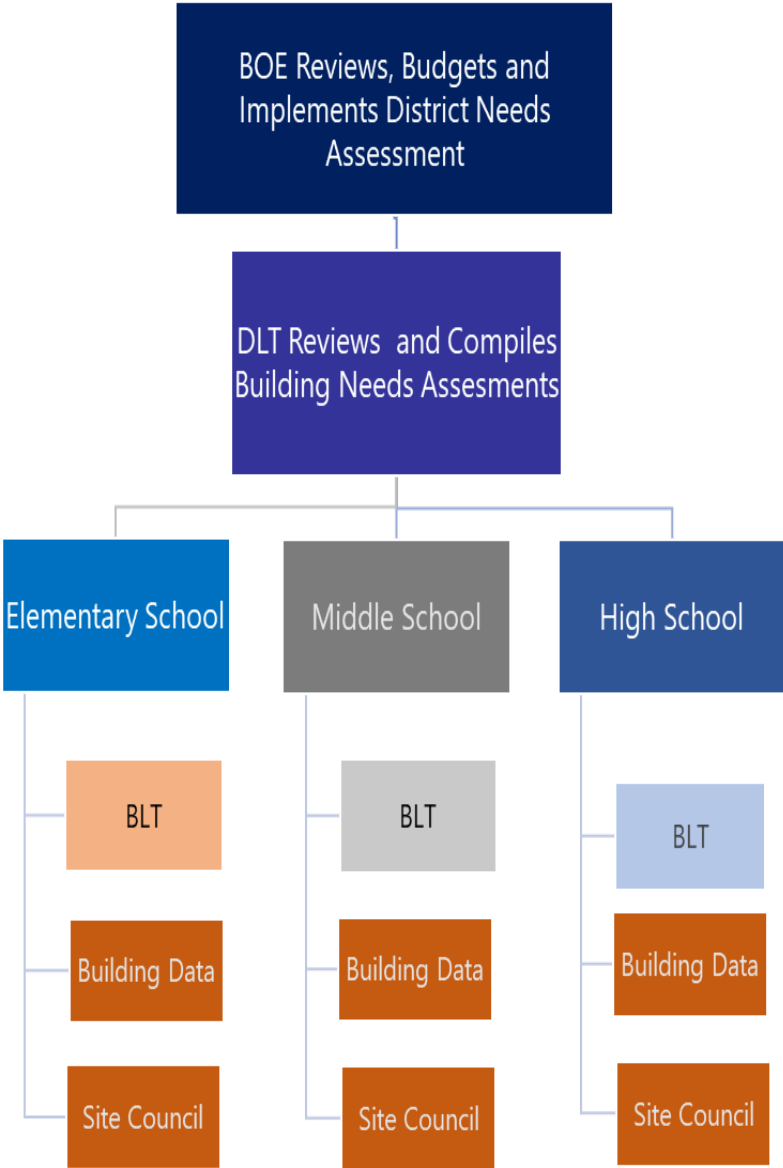 BOE Reviews, Budgets and
Implements District Needs
Assessment
DLT Reviews and Compiles
Building Needs Assesments
Elementary School
Middle School
High School
BLT
BLT
BLT
Building Data
Building Data
Building Data
Site Council
Site Council
Site Council